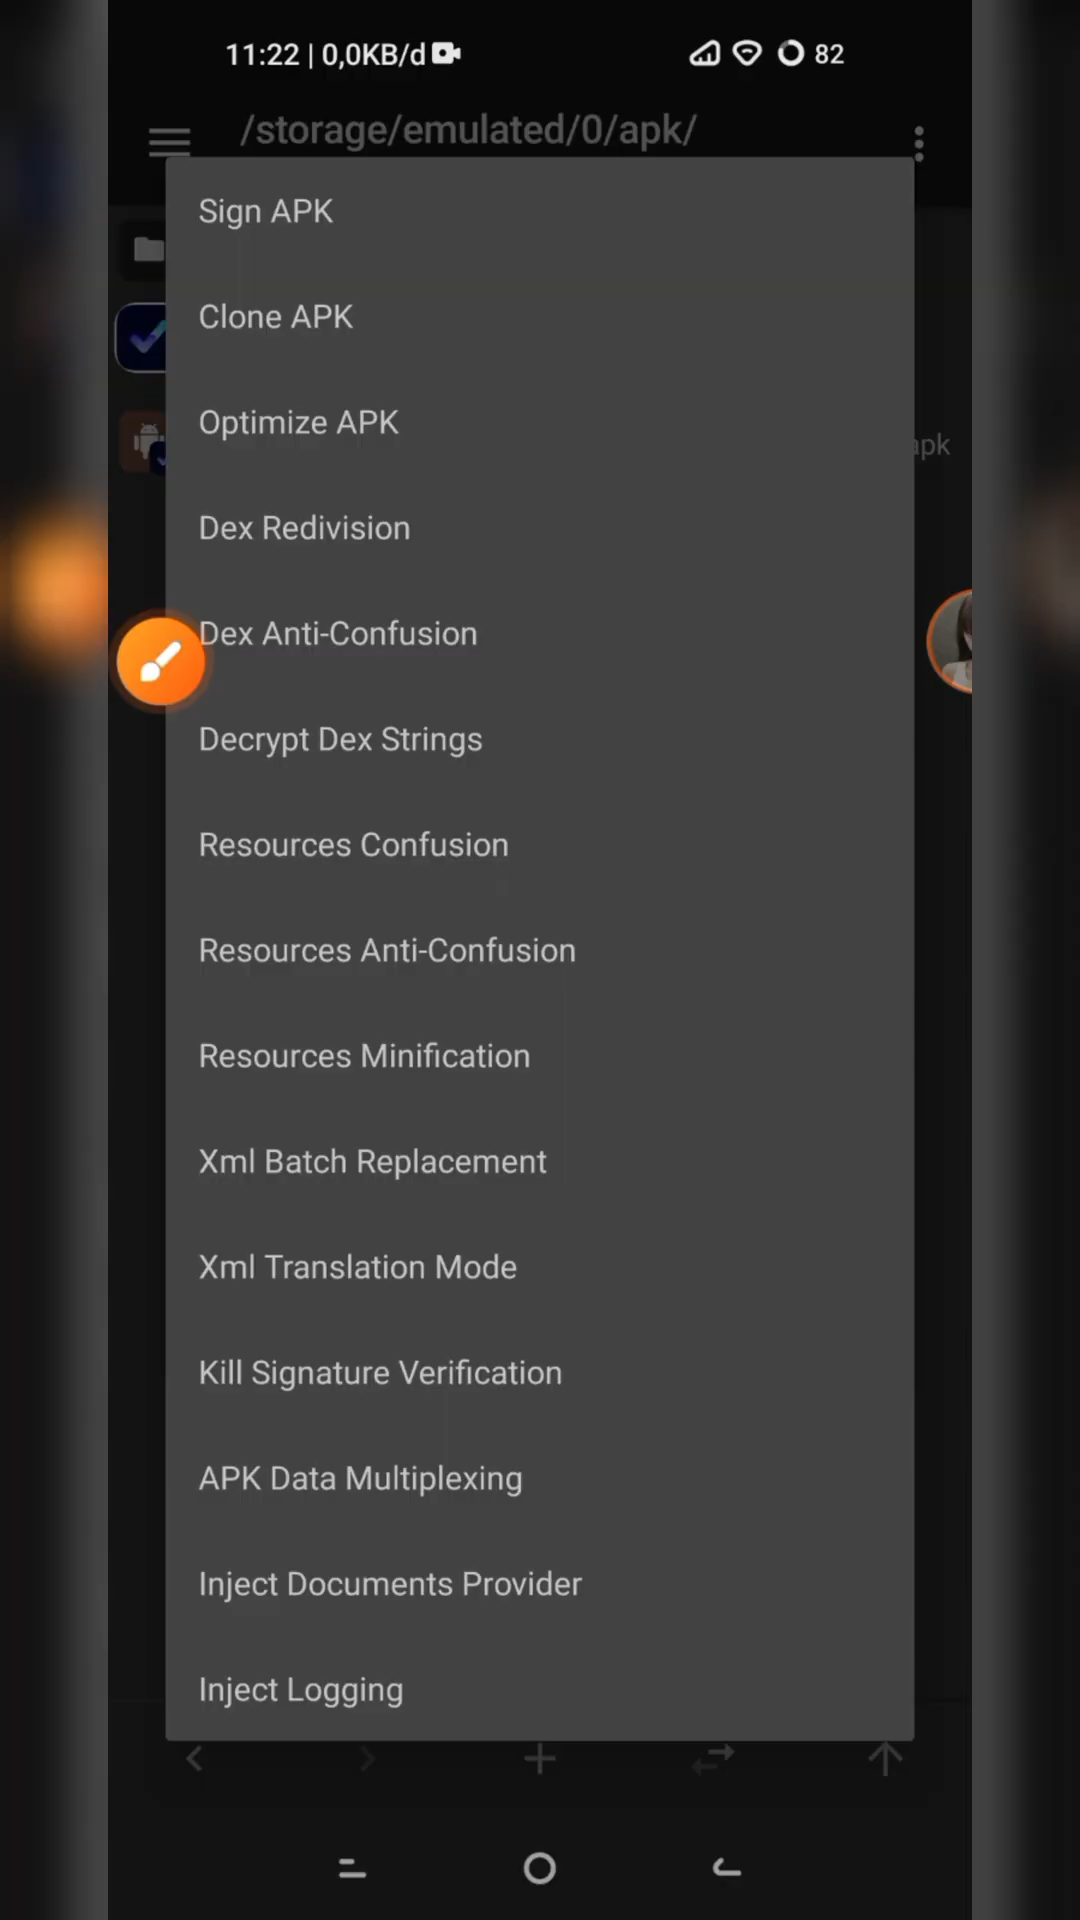 11:22 | 0,0KB/d 82
/storage/emulated/0/apk/
Sign APK
Clone APK
Optimize APK
apk
Dex Redivision
Dex Anti-Confusion
Decrypt Dex Strings
Resources Confusion
Resources Anti-Confusion
Resources Minification
Xml Batch Replacement
Xml Translation Mode
Kill Signature Verification
APK Data Multiplexing
Inject Documents Provider
Inject Logging